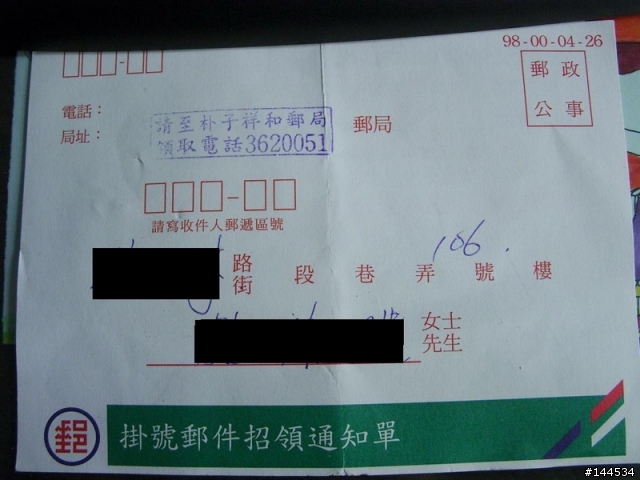 98-00-04-26
郵政
公事
電話：
局址：
請至朴子祥和郵局
領取電話3620051
郵局
請寫收件人郵遞區號
106.
路
街 段 巷 弄 號 樓
女士
先生
郵
掛號郵件招領通知單
#144534